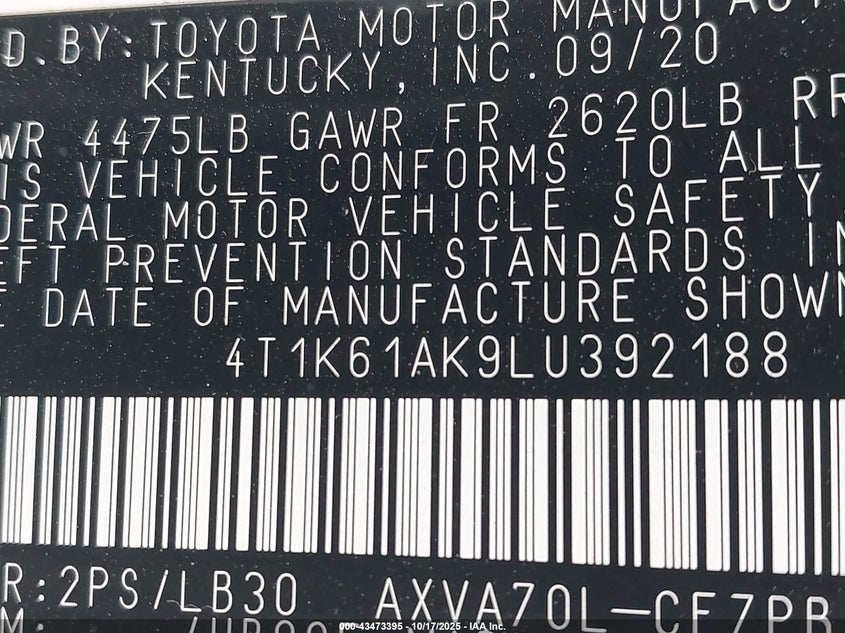 D. BY: TOYOTA MOTOR MANUFACT
KENTUCKY, INC. 09/20
WR 4475LB GAWR FR 2620LB RR
IS VEHICLE CONFORMS TO ALL
DERAL MOTOR VEHICLE SAFETY
EFT PREVENTION STANDARDS IN
E DATE OF MANUFACTURE SHOWN
4T1K61AK9LU392188
R: 2PS/LB30 AXVA70L-CEZPB
000-43473395 - 10/17/2025 - IAA Inc.